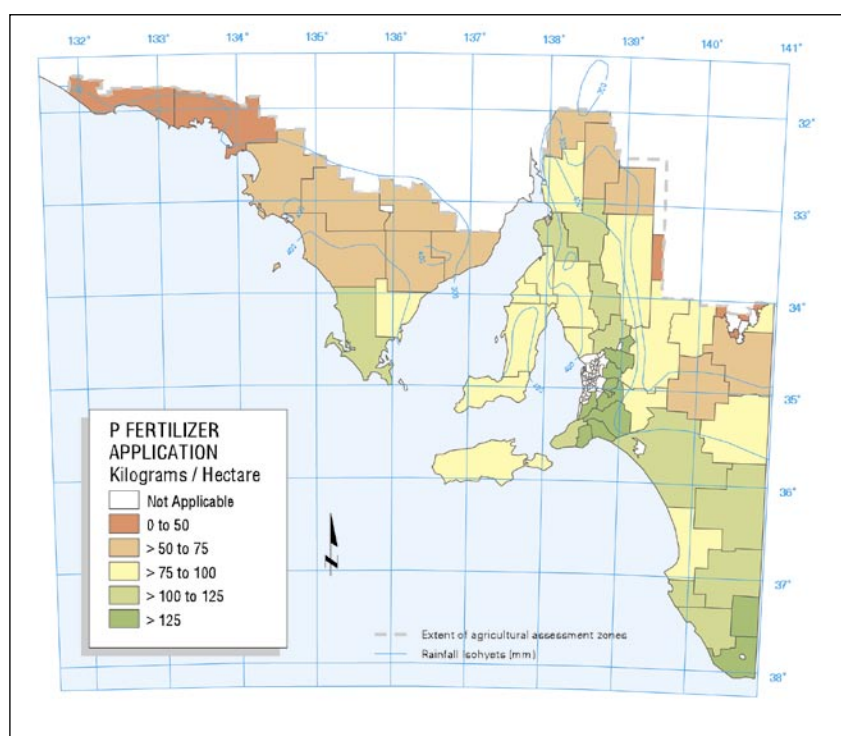 132° 133° 134° 135° 136° 137° 138° 139° 140° 141°
32°
33°
34°
35°
36°
37°
38°
P FERTILIZER
APPLICATION
Kilograms / Hectare
Not Applicable
0 to 50
> 50 to 75
> 75 to 100
> 100 to 125
> 125
Extent of agricultural assessment zones
Rainfall Isohyets (mm)